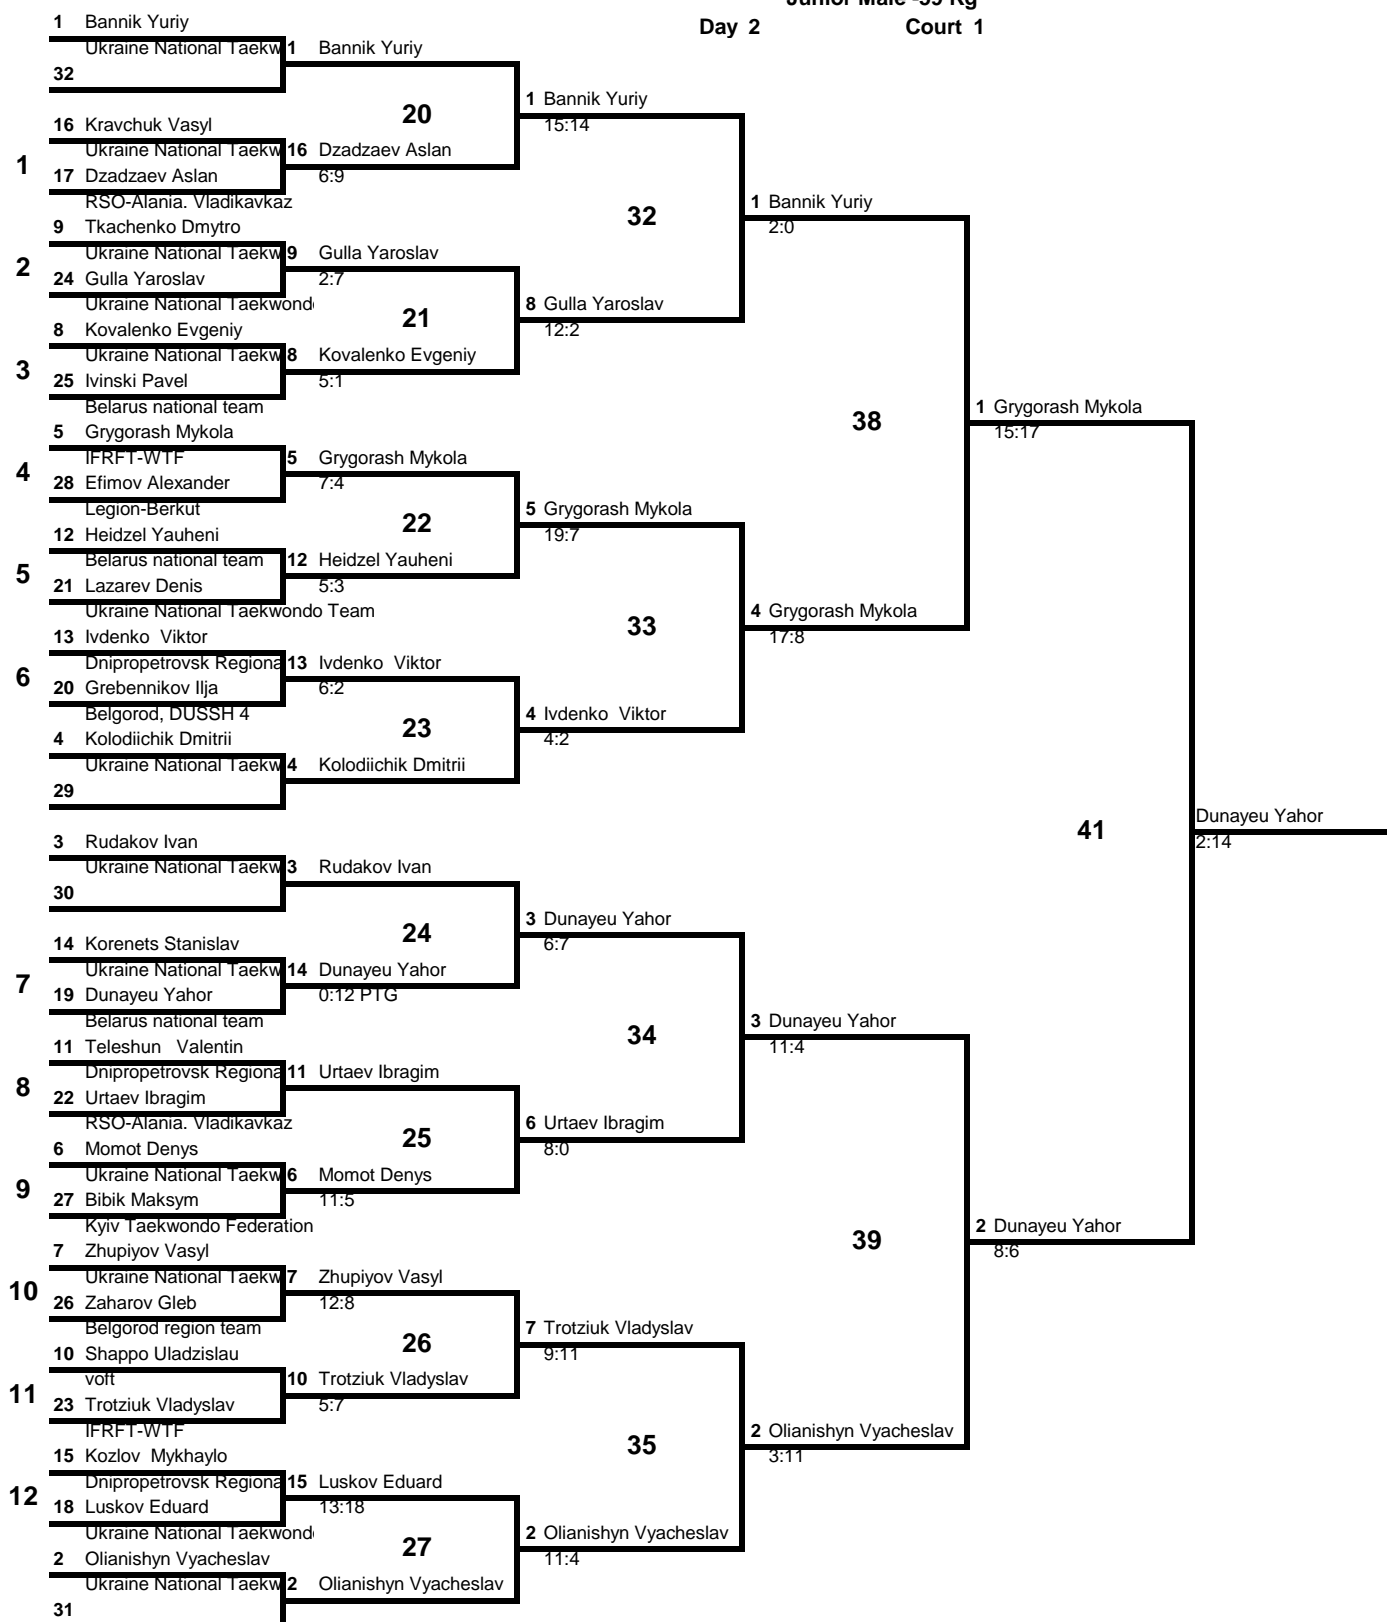 Junior Male -59 Kg
Day 2 Court 1
1 Bannik Yuriy
Ukraine National Taekw
32
16 Kravchuk Vasyl
Ukraine National Taekw
1
17 Dzadzaev Aslan
RSO-Alania. Vladikavkaz
9 Tkachenko Dmytro
Ukraine National Taekw
2
24 Gulla Yaroslav
Ukraine National Taekwond
8 Kovalenko Evgeniy
Ukraine National Taekw
3
25 Ivinski Pavel
Belarus national team
5 Grygorash Mykola
IFRFT-WTF
4
28 Efimov Alexander
Legion-Berkut
12 Heidzel Yauheni
Belarus national team
5
21 Lazarev Denis
Ukraine National Taekwondo Team
13 Ivdenko Viktor
Dnipropetrovsk Regiona
6
20 Grebennikov Ilja
Belgorod, DUSSH 4
4 Kolodiichik Dmitrii
Ukraine National Taekw
29
3 Rudakov Ivan
Ukraine National Taekw
30
14 Korenets Stanislav
Ukraine National Taekw
7
19 Dunayeu Yahor
Belarus national team
11 Teleshun Valentin
Dnipropetrovsk Regiona
8
22 Urtaev Ibragim
RSO-Alania. Vladikavkaz
6 Momot Denys
Ukraine National Taekw
9
27 Bibik Maksym
Kyiv Taekwondo Federation
7 Zhupiyov Vasyl
Ukraine National Taekw
10
26 Zaharov Gleb
Belgorod region team
10 Shappo Uladzislau
voft
11
23 Trotziuk Vladyslav
IFRFT-WTF
15 Kozlov Mykhaylo
Dnipropetrovsk Regiona
12
18 Luskov Eduard
Ukraine National Taekwond
2 Olianishyn Vyacheslav
Ukraine National Taekw
31
1 Bannik Yuriy
20
16 Dzadzaev Aslan
6:9
9 Gulla Yaroslav
2:7
21
8 Kovalenko Evgeniy
5:1
5 Grygorash Mykola
7:4
22
12 Heidzel Yauheni
5:3
13 Ivdenko Viktor
6:2
23
4 Kolodiichik Dmitrii
3 Rudakov Ivan
24
14 Dunayeu Yahor
0:12 PTG
11 Urtaev Ibragim
25
6 Momot Denys
11:5
7 Zhupiyov Vasyl
12:8
26
10 Trotziuk Vladyslav
5:7
15 Luskov Eduard
13:18
27
2 Olianishyn Vyacheslav
1 Bannik Yuriy
15:14
32
8 Gulla Yaroslav
12:2
5 Grygorash Mykola
19:7
33
4 Ivdenko Viktor
4:2
3 Dunayeu Yahor
6:7
34
6 Urtaev Ibragim
8:0
7 Trotziuk Vladyslav
9:11
35
2 Olianishyn Vyacheslav
11:4
1 Bannik Yuriy
2:0
38
4 Grygorash Mykola
17:8
3 Dunayeu Yahor
11:4
39
2 Olianishyn Vyacheslav
3:11
1 Grygorash Mykola
15:17
41
2 Dunayeu Yahor
8:6
Dunayeu Yahor
2:14